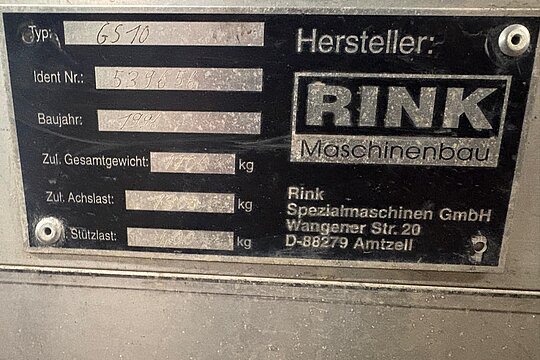 Typ: GS10
Ident Nr.:
Baujahr:
Zul. Gesamtgewicht: kg
Zul. Achslast: kg
Stützlast: kg
Hersteller:
RINK
Maschinenbau
Rink
Spezialmaschinen GmbH
Wangener Str. 20
D-88279 Amtzell